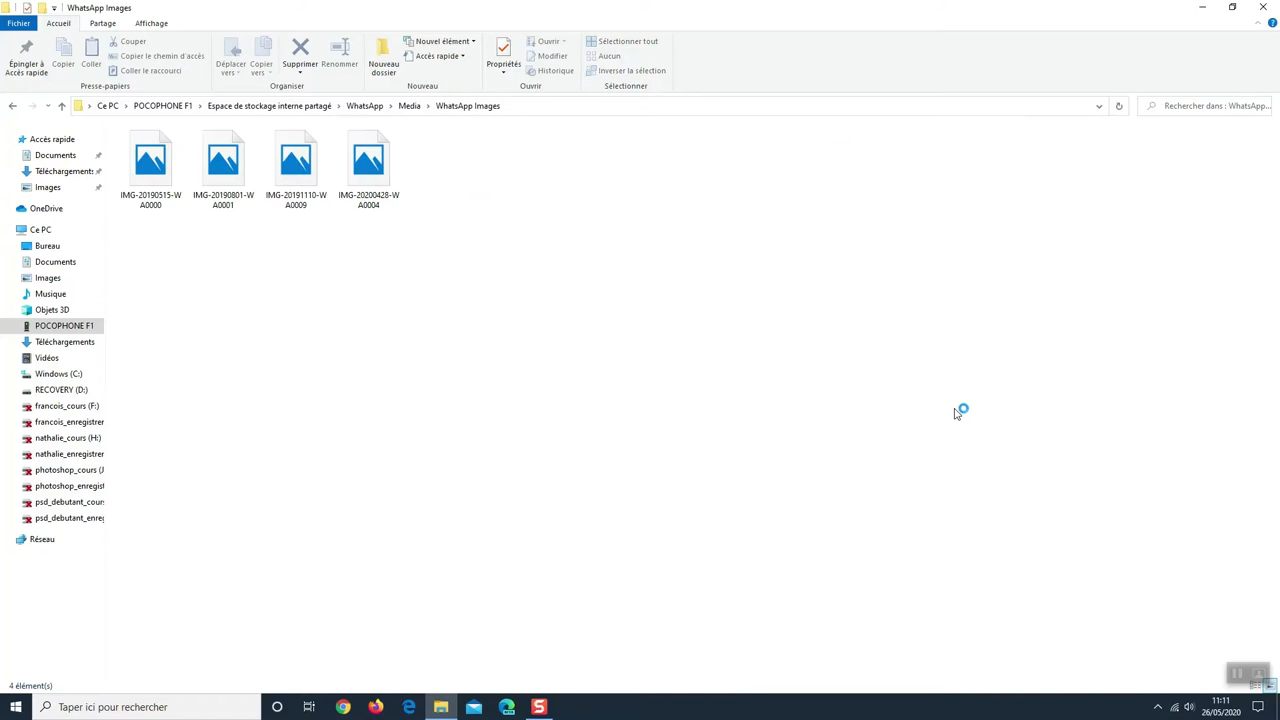 WhatsApp Images
Fichier Accueil Partage Affichage
Épingler à Accès rapide
Copier
Coller
Couper
Copier le chemin d'accès
Coller le raccourci
Presse-papiers
Déplacer vers
Copier vers
Supprimer
Renommer
Organiser
Nouveau dossier
Nouvel élément
Accès rapide
Nouveau
Propriétés
Ouvrir
Modifier
Historique
Ouvrir
Sélectionner tout
Aucun
Inverser la sélection
Sélectionner
Ce PC > POCOPHONE F1 > Espace de stockage interne partagé > WhatsApp > Media > WhatsApp Images
Rechercher dans : WhatsApp...
Accès rapide
Documents
Téléchargements
Images
OneDrive
Ce PC
Bureau
Documents
Images
Musique
Objets 3D
POCOPHONE F1
Téléchargements
Vidéos
Windows (C:)
RECOVERY (D:)
francois_cours (F:)
francois_enregistrer
nathalie_cours (H:)
nathalie_enregistrer
photoshop_cours (J
photoshop_enregist
psd_debutant_cours
psd_debutant_enreg
Réseau
IMG-20190515-WA0000
IMG-20190801-WA0001
IMG-20191110-WA0009
IMG-20200428-WA0004
4 élément(s)
Taper ici pour rechercher
11:11
26/05/2020